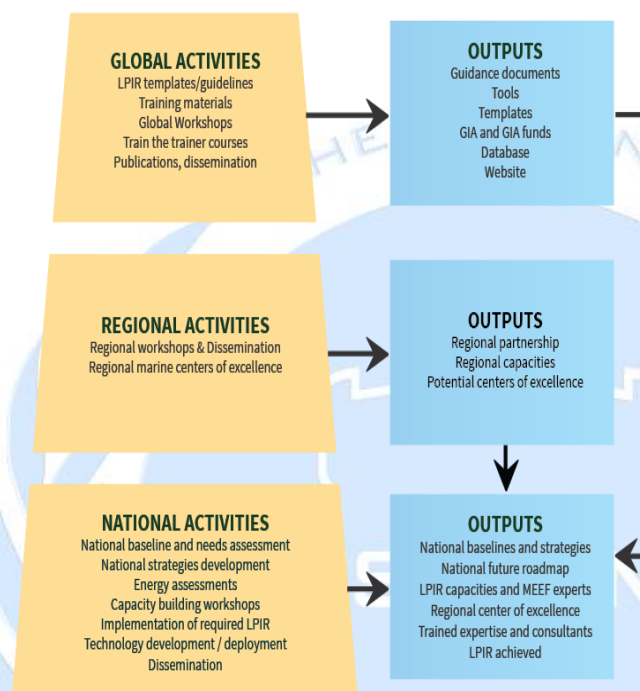 GLOBAL ACTIVITIES
LPIR templates/guidelines
Training materials
Global Workshops
Train the trainer courses
Publications, dissemination
OUTPUTS
Guidance documents
Tools
Templates
GIA and GIA funds
Database
Website
REGIONAL ACTIVITIES
Regional workshops & Dissemination
Regional marine centers of excellence
OUTPUTS
Regional partnership
Regional capacities
Potential centers of excellence
NATIONAL ACTIVITIES
National baseline and needs assessment
National strategies development
Energy assessments
Capacity building workshops
Implementation of required LPIR
Technology development / deployment
Dissemination
OUTPUTS
National baselines and strategies
National future roadmap
LPIR capacities and MEEF experts
Regional center of excellence
Trained expertise and consultants
LPIR achieved